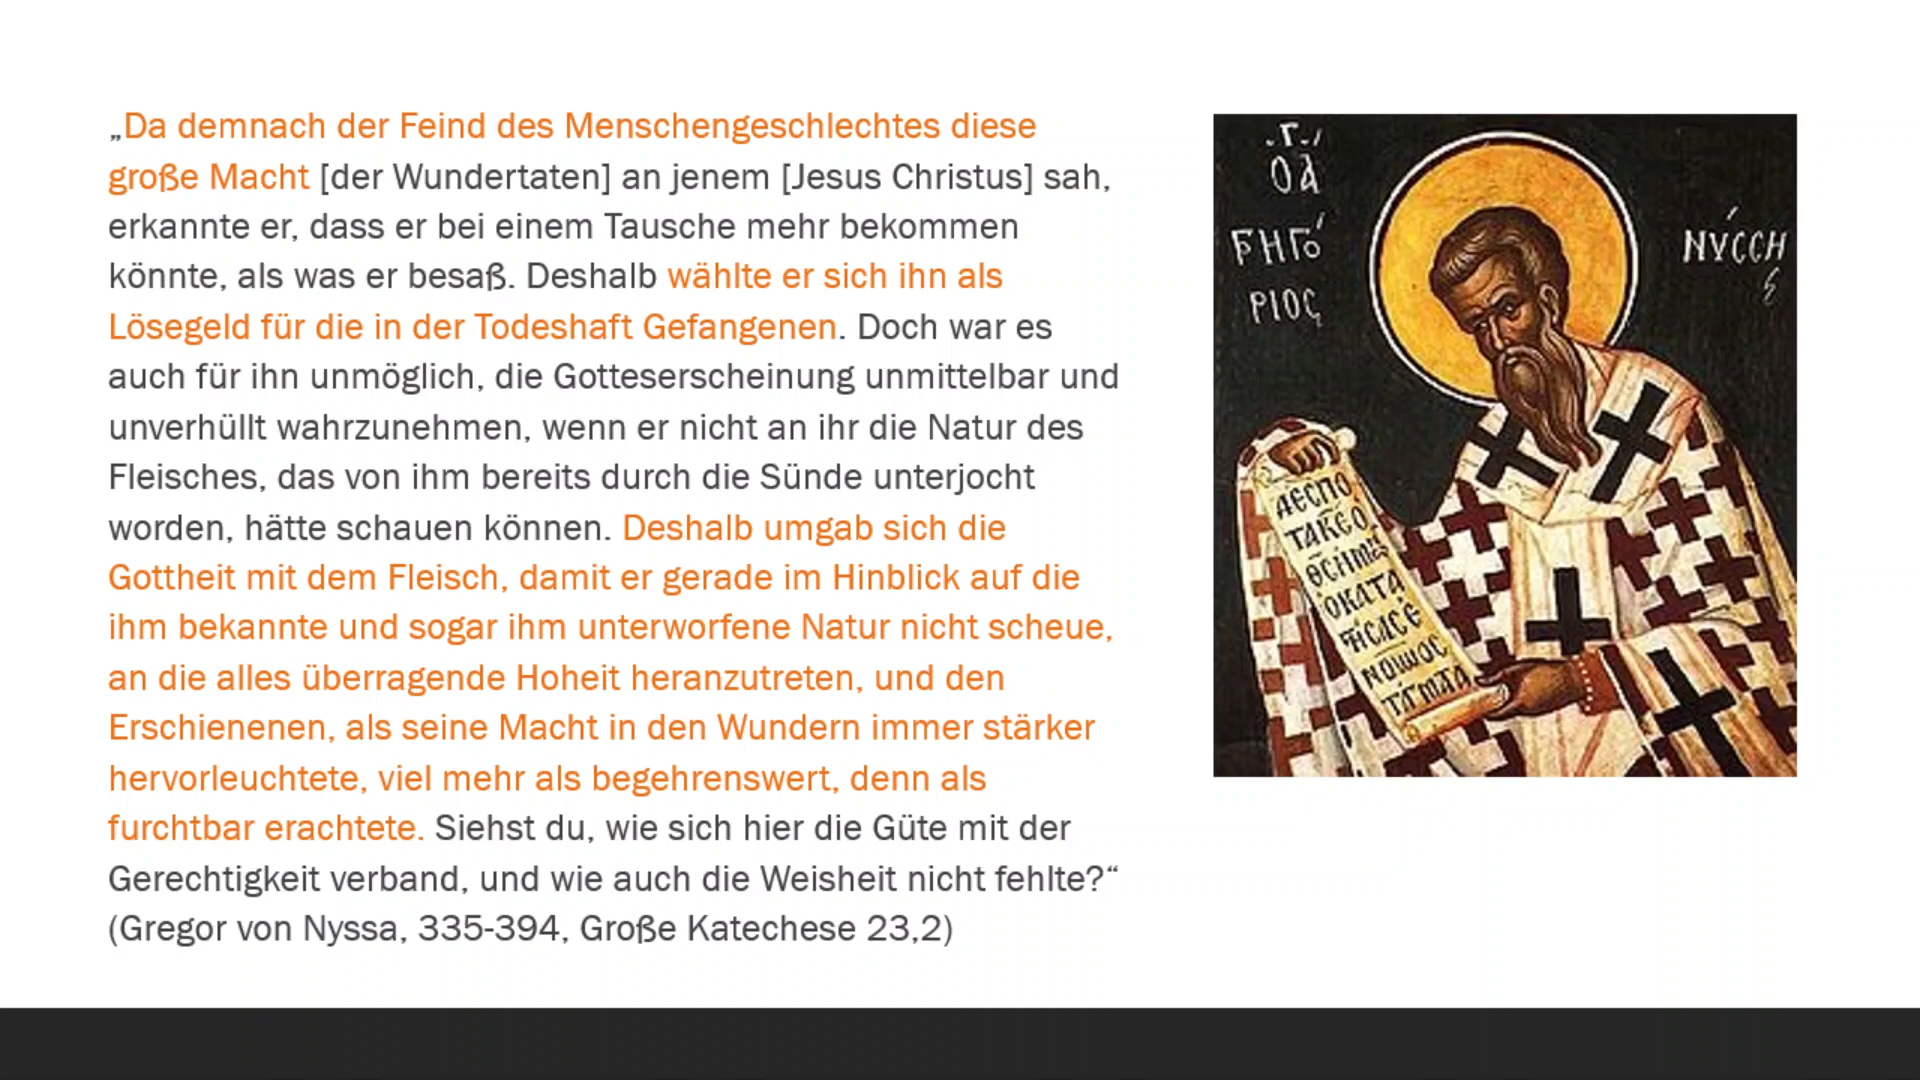 „Da demnach der Feind des Menschengeschlechtes diese
große Macht [der Wundertaten] an jenem [Jesus Christus] sah,
erkannte er, dass er bei einem Tausche mehr bekommen
könnte, als was er besaß. Deshalb wählte er sich ihn als
Lösegeld für die in der Todeshaft Gefangenen. Doch war es
auch für ihn unmöglich, die Gotteserscheinung unmittelbar und
unverhüllt wahrzunehmen, wenn er nicht an ihr die Natur des
Fleisches, das von ihm bereits durch die Sünde unterjocht
worden, hätte schauen können. Deshalb umgab sich die
Gottheit mit dem Fleisch, damit er gerade im Hinblick auf die
ihm bekannte und sogar ihm unterworfene Natur nicht scheue,
an die alles überragende Hoheit heranzutreten, und den
Erschienenen, als seine Macht in den Wundern immer stärker
hervorleuchtete, viel mehr als begehrenswert, denn als
furchtbar erachtete. Siehst du, wie sich hier die Güte mit der
Gerechtigkeit verband, und wie auch die Weisheit nicht fehlte?“
(Gregor von Nyssa, 335-394, Große Katechese 23,2)
ΡΙΟC
ΝΥCCΗ